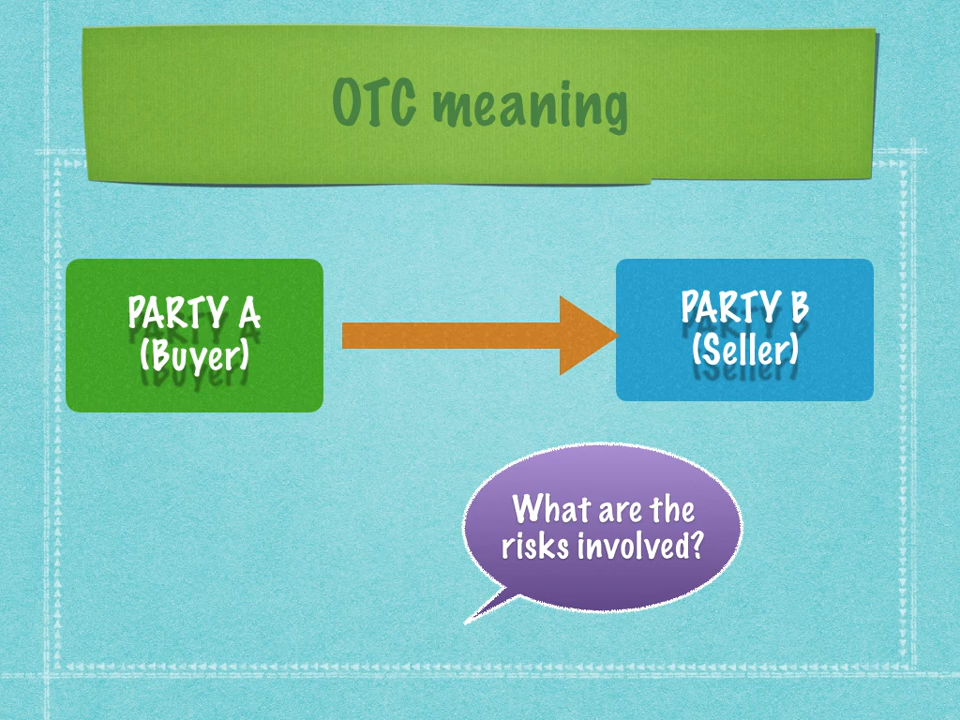 OTC meaning
PARTY A
(Buyer)
PARTY B
(Seller)
What are the
risks involved?